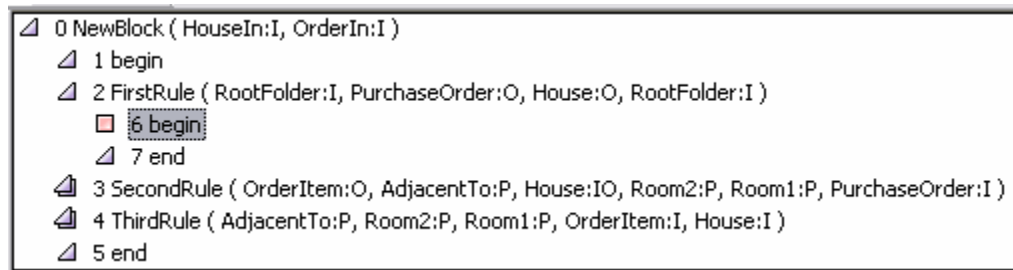 0 NewBlock ( HouseIn:I, OrderIn:I )
1 begin
2 FirstRule ( RootFolder:I, PurchaseOrder:O, House:O, RootFolder:I )
6 begin
7 end
3 SecondRule ( OrderItem:O, AdjacentTo:P, House:IO, Room2:P, Room1:P, PurchaseOrder:I )
4 ThirdRule ( AdjacentTo:P, Room2:P, Room1:P, OrderItem:I, House:I )
5 end